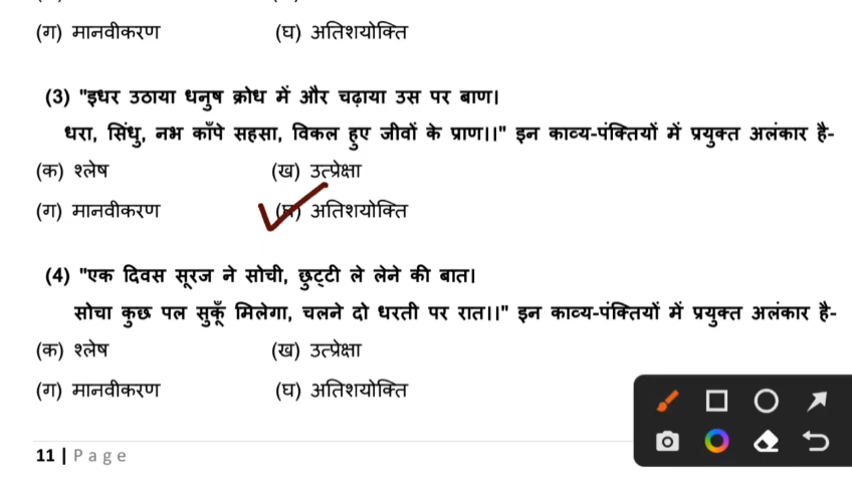 (ग) मानवीकरण (घ) अतिशयोक्ति
(3) "इधर उठाया धनुष क्रोध में और चढ़ाया उस पर बाण।
धरा, सिंधु, नभ काँपे सहसा, विकल हुए जीवों के प्राण।।" इन काव्य-पंक्तियों में प्रयुक्त अलंकार है-
(क) श्लेष (ख) उत्प्रेक्षा
(ग) मानवीकरण (घ) अतिशयोक्ति
(4) "एक दिवस सूरज ने सोची, छुट्टी ले लेने की बात।
सोचा कुछ पल सुकूँ मिलेगा, चलने दो धरती पर रात।।" इन काव्य-पंक्तियों में प्रयुक्त अलंकार है-
(क) श्लेष (ख) उत्प्रेक्षा
(ग) मानवीकरण (घ) अतिशयोक्ति
11 | P a g e